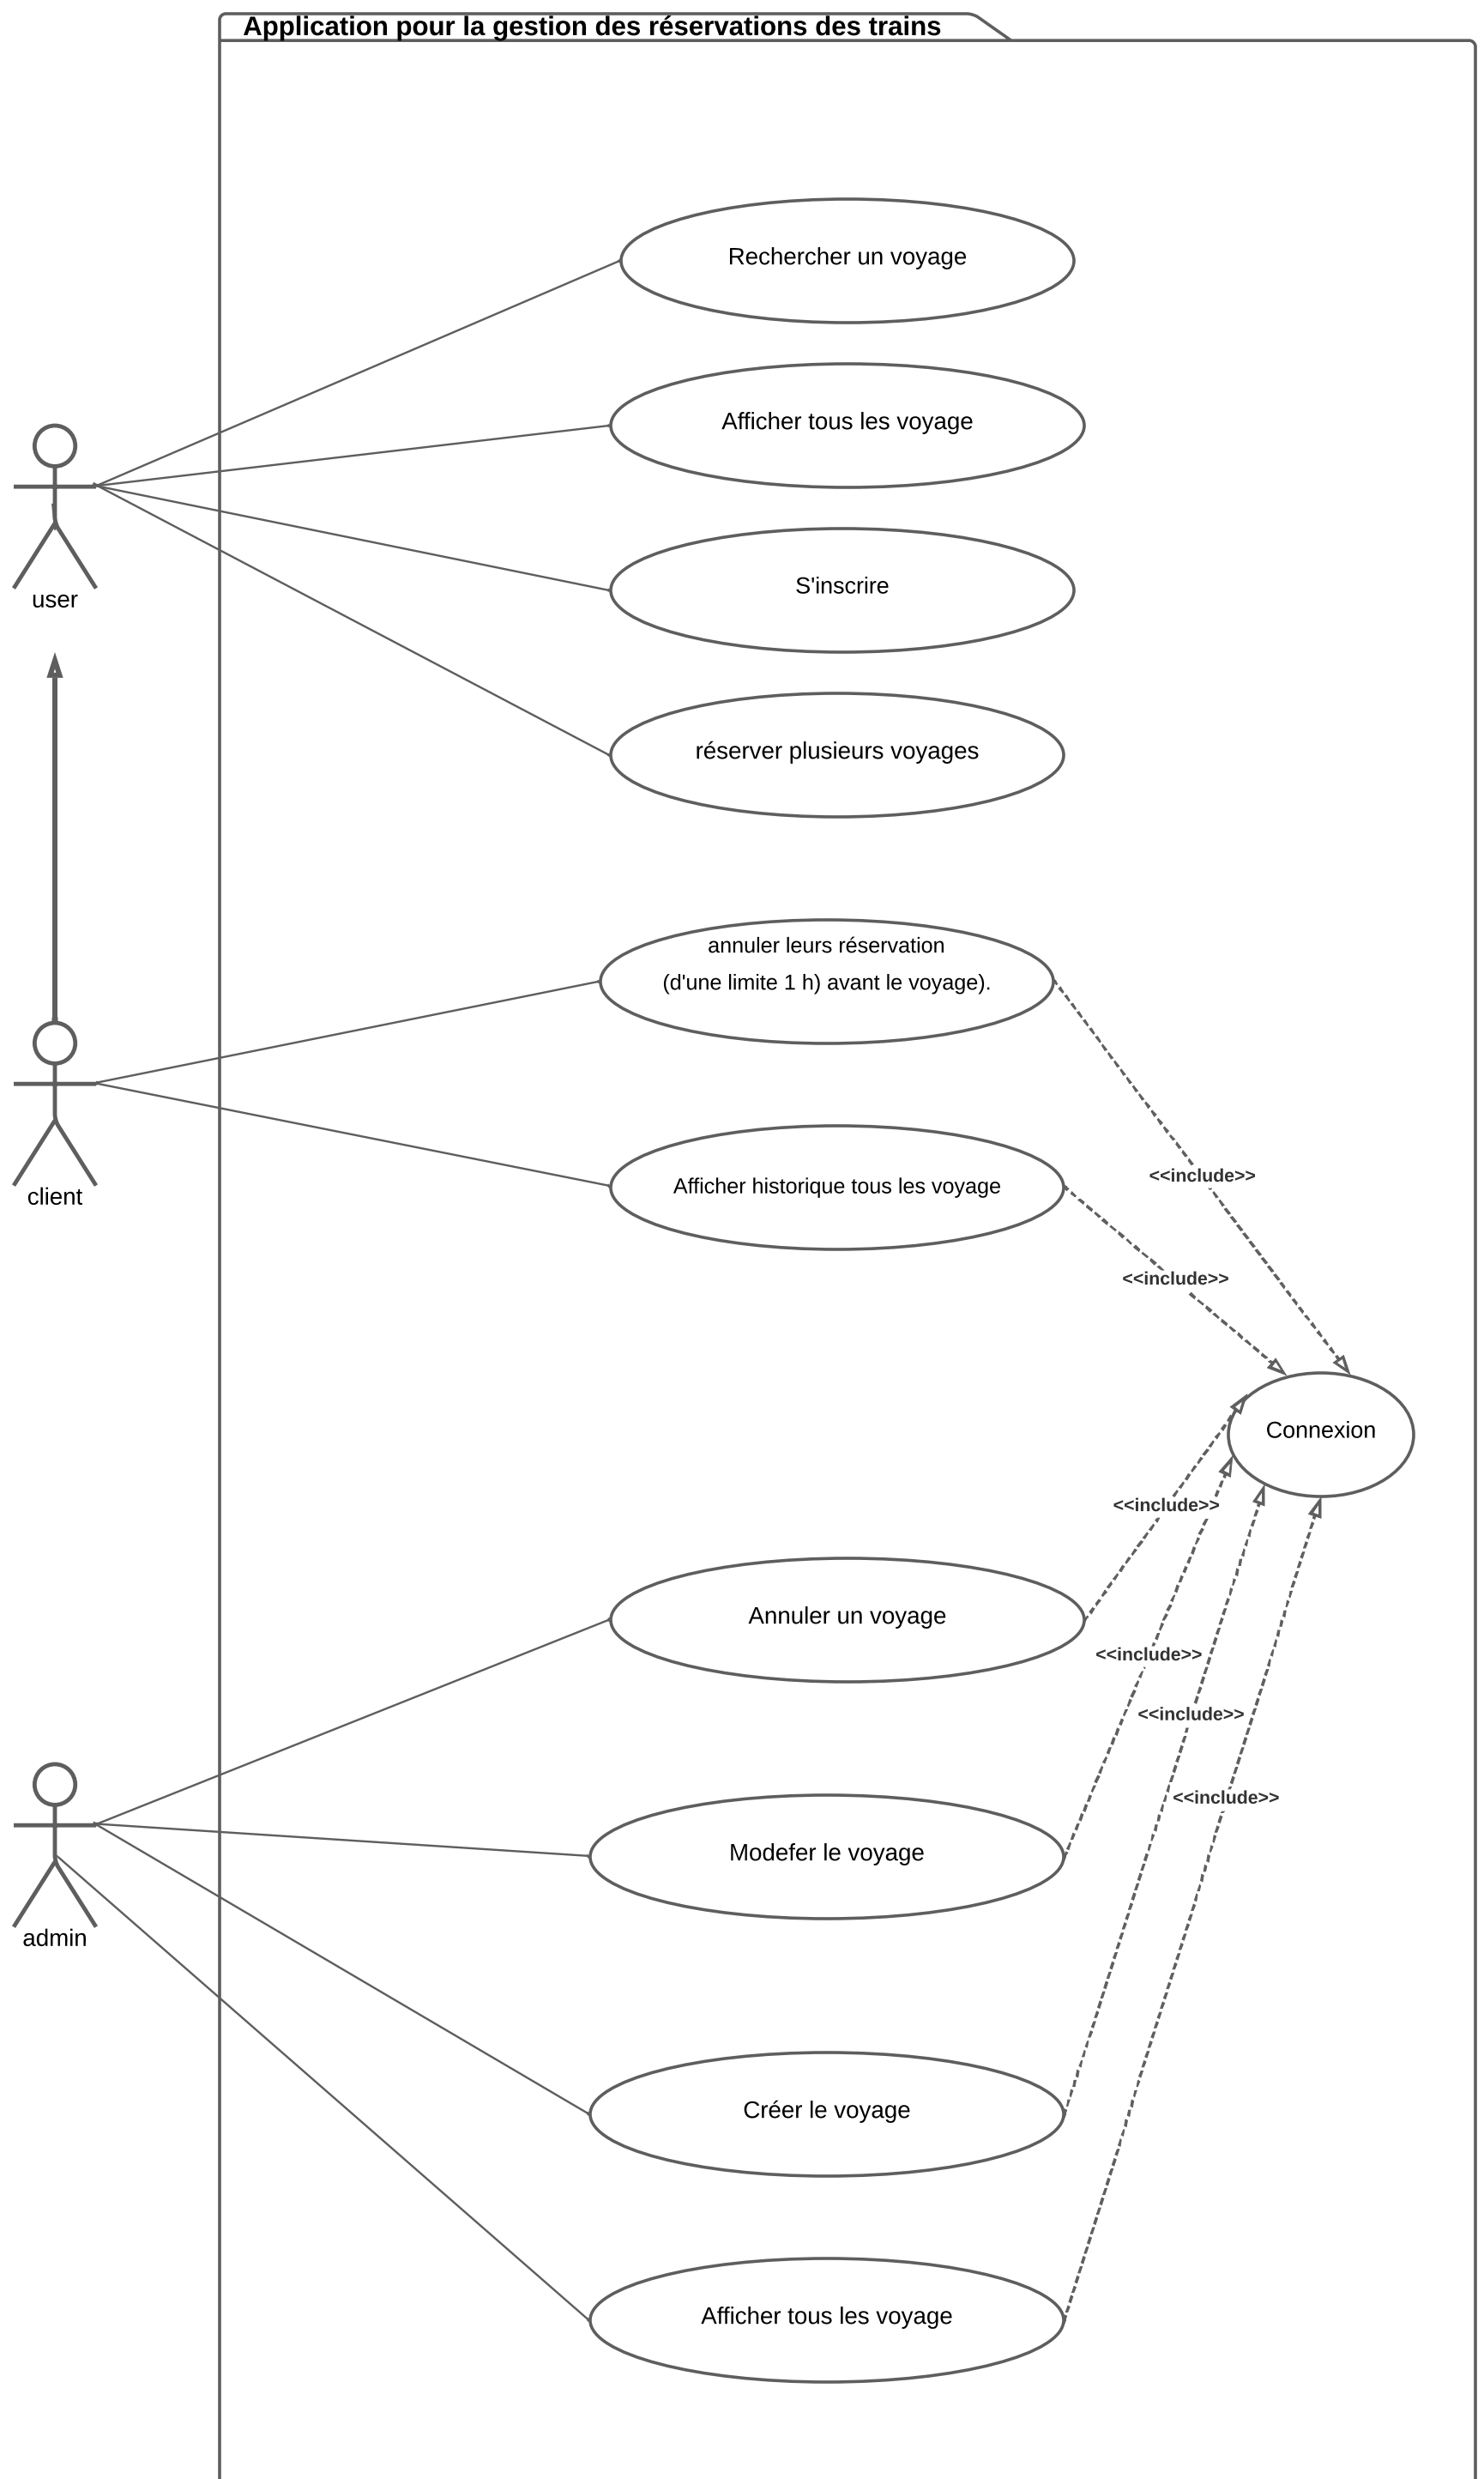 Application pour la gestion des réservations des trains
Rechercher un voyage
Afficher tous les voyage
S'inscrire
user
réserver plusieurs voyages
annuler leurs réservation
(d'une limite 1 h) avant le voyage).
<<include>>
Afficher historique tous les voyage
client
<<include>>
Connexion
<<include>>
Annuler un voyage
<<include>>
<<include>>
<<include>>
Modefer le voyage
admin
Créer le voyage
Afficher tous les voyage